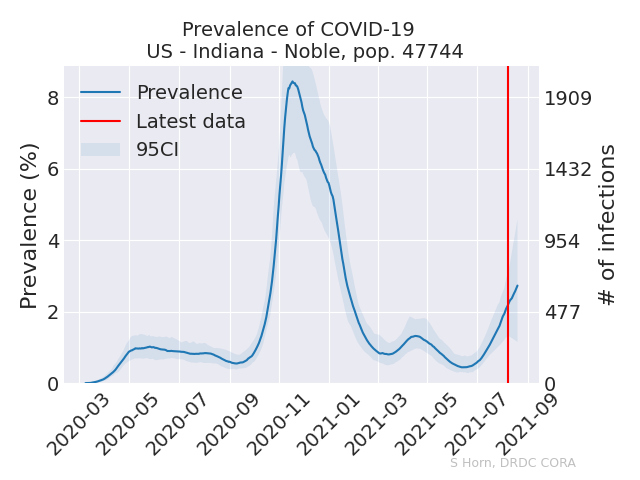 Prevalence of COVID-19
US - Indiana - Noble, pop. 47744
Prevalence
Latest data
95CI
Prevalence (%)
8
6
4
2
0
# of infections
1909
1432
954
477
0
2020-03
2020-05
2020-07
2020-09
2020-11
2021-01
2021-03
2021-05
2021-07
2021-09
S Horn, DRDC CORA